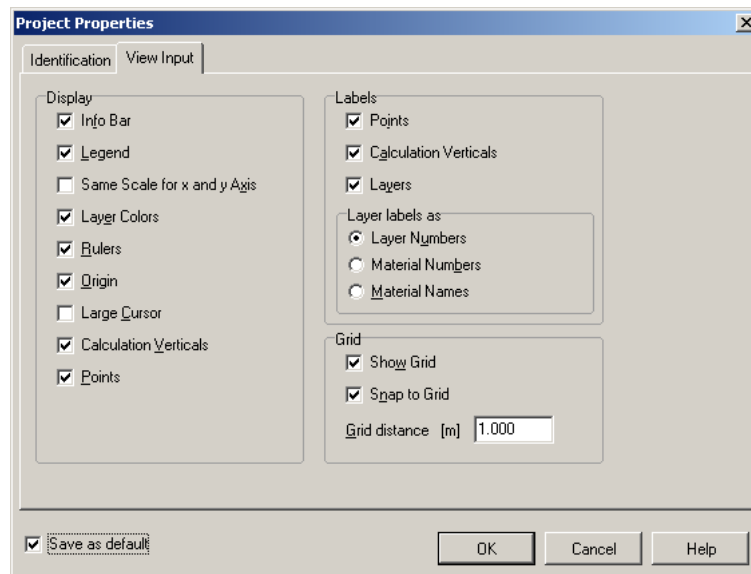 Project Properties
Identification
View Input
Display
Info Bar
Legend
Same Scale for x and y Axis
Layer Colors
Rulers
Origin
Large Cursor
Calculation Verticals
Points
Labels
Points
Calculation Verticals
Layers
Layer labels as
Layer Numbers
Material Numbers
Material Names
Grid
Show Grid
Snap to Grid
Grid distance [m] 1.000
Save as default
OK
Cancel
Help